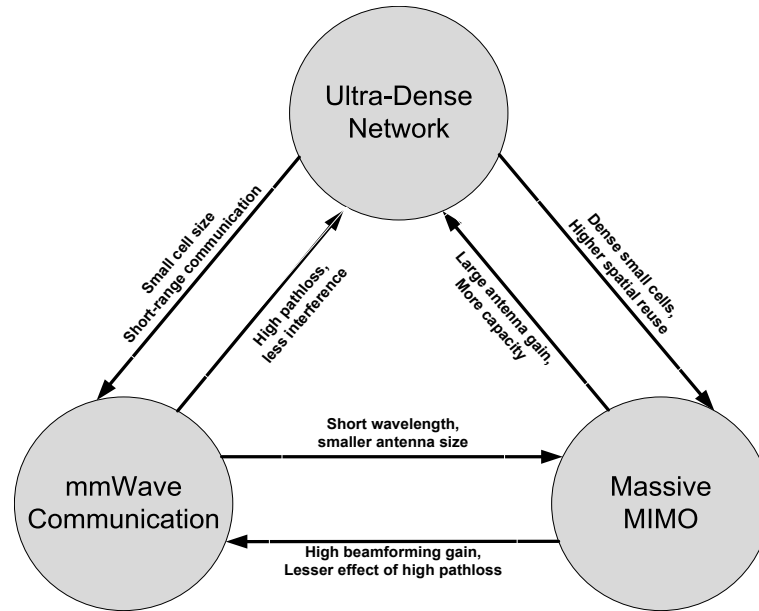 Ultra-Dense
Network
Small cell size
Short-range communication
High pathloss,
less interference
Large antenna gain,
More capacity
Dense small cells,
Higher spatial reuse
Short wavelength,
smaller antenna size
mmWave
Communication
Massive
MIMO
High beamforming gain,
Lesser effect of high pathloss